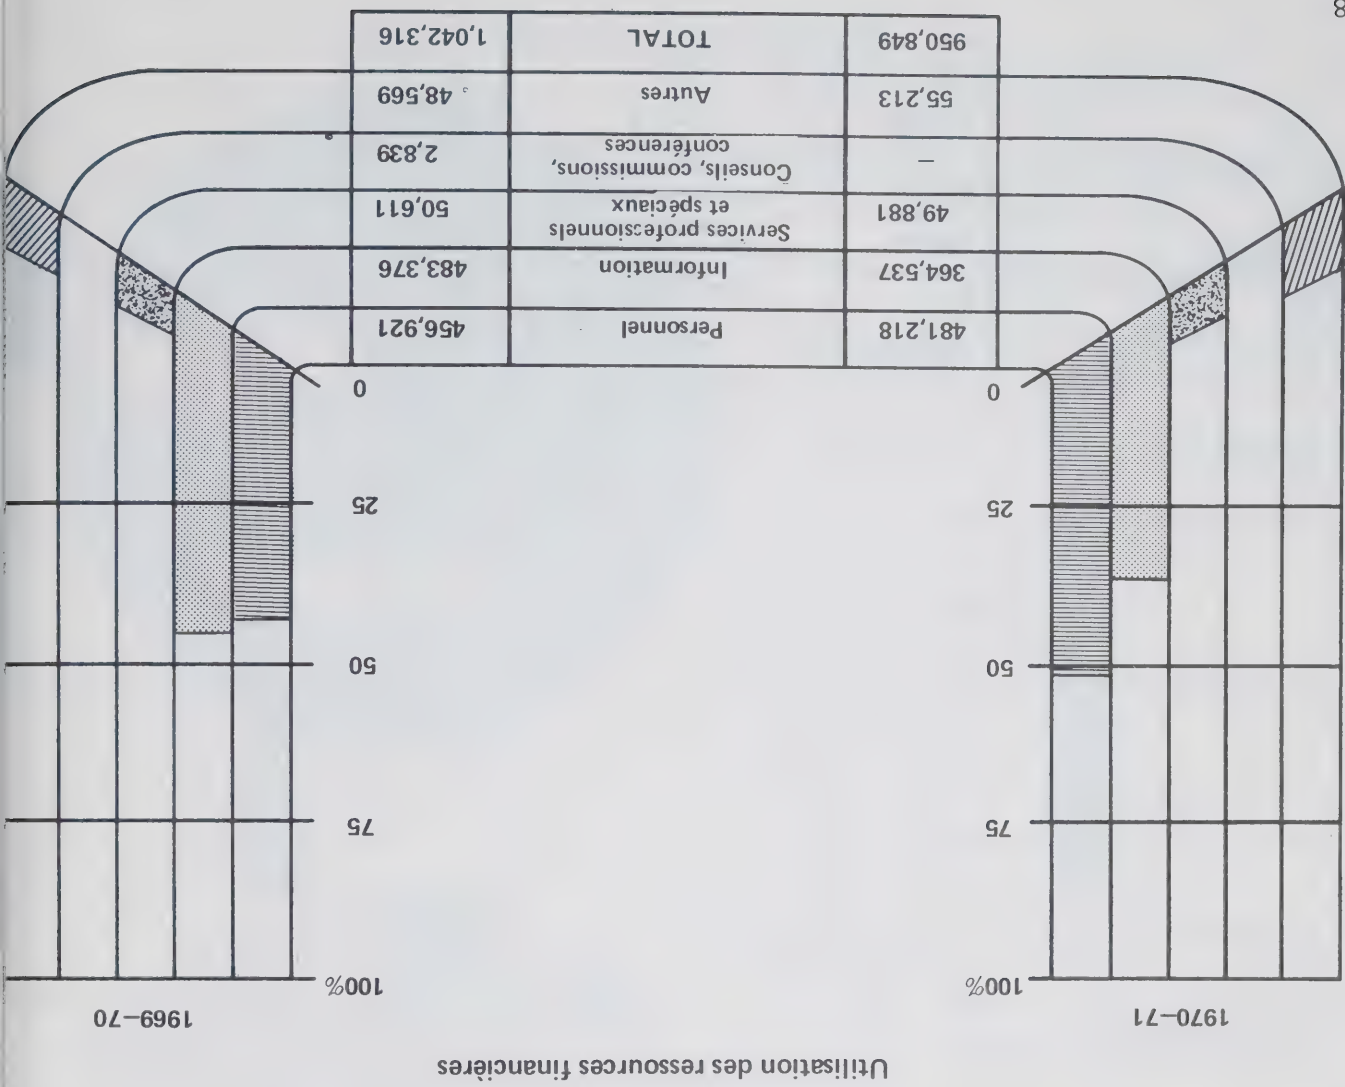 Utilisation des ressources financières
1970–71
1969–70
100%
100%
75
75
50
50
25
25
0
0
481,218 Personnel 456,921
364,537 Information 483,376
49,881 Services professionnels et spéciaux 50,611
– Conseils, commissions, conférences 2,839
55,213 Autres 48,569
950,849 TOTAL 1,042,316
8